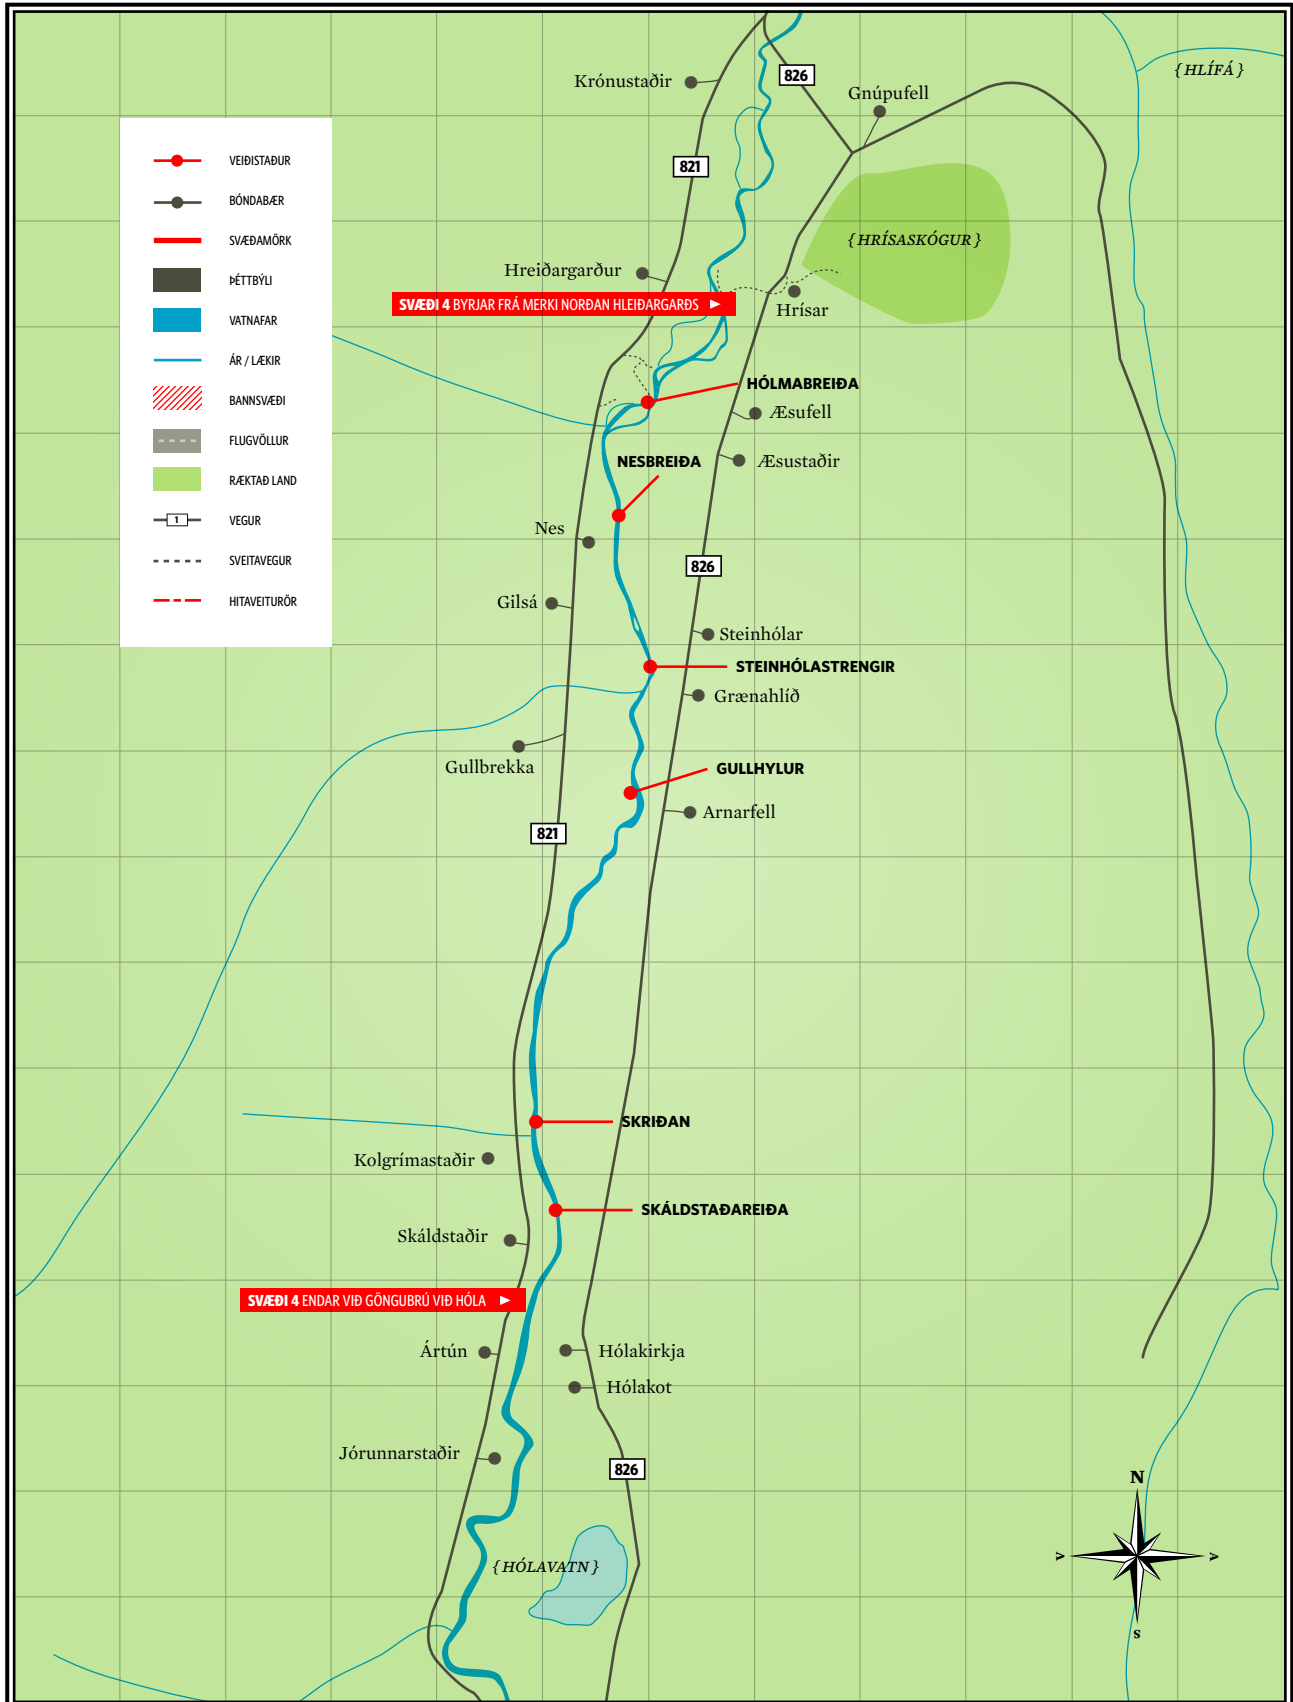 {HLÍFÁ}
Krónustaðir
826
Gnúpufell
VEIÐISTAÐUR
821
BÓNDABÆR
SVÆÐAMÖRK
{HRÍSASKÓGUR}
ÞÉTTBÝLI
Hreiðargarður
SVÆÐI 4 BYRJAR FRÁ MERKI NORÐAN HLEIÐARGARÐS
Hrísar
VATNAFAR
ÁR / LÆKIR
HÓLMABREIÐA
BANNSVÆÐI
Æsufell
FLUGVÖLLUR
NESBREIÐA
Æsustaðir
RÆKTAÐ LAND
1
VEGUR
Nes
SVEITAVEGUR
826
HITAVEITURÖR
Gilsá
Steinhólar
STEINHÓLASTRENGIR
Grænahlíð
Gullbrekka
GULLHYLUR
Arnarfell
821
SKRIÐAN
Kolgrímastaðir
SKÁLDSTAÐAREIÐA
Skáldstaðir
SVÆÐI 4 ENDAR VIÐ GÖNGUBRÚ VIÐ HÓLA
Ártún
Hólakirkja
Hólakot
Jórunnarstaðir
826
N
V
A
{HÓLAVATN}
S